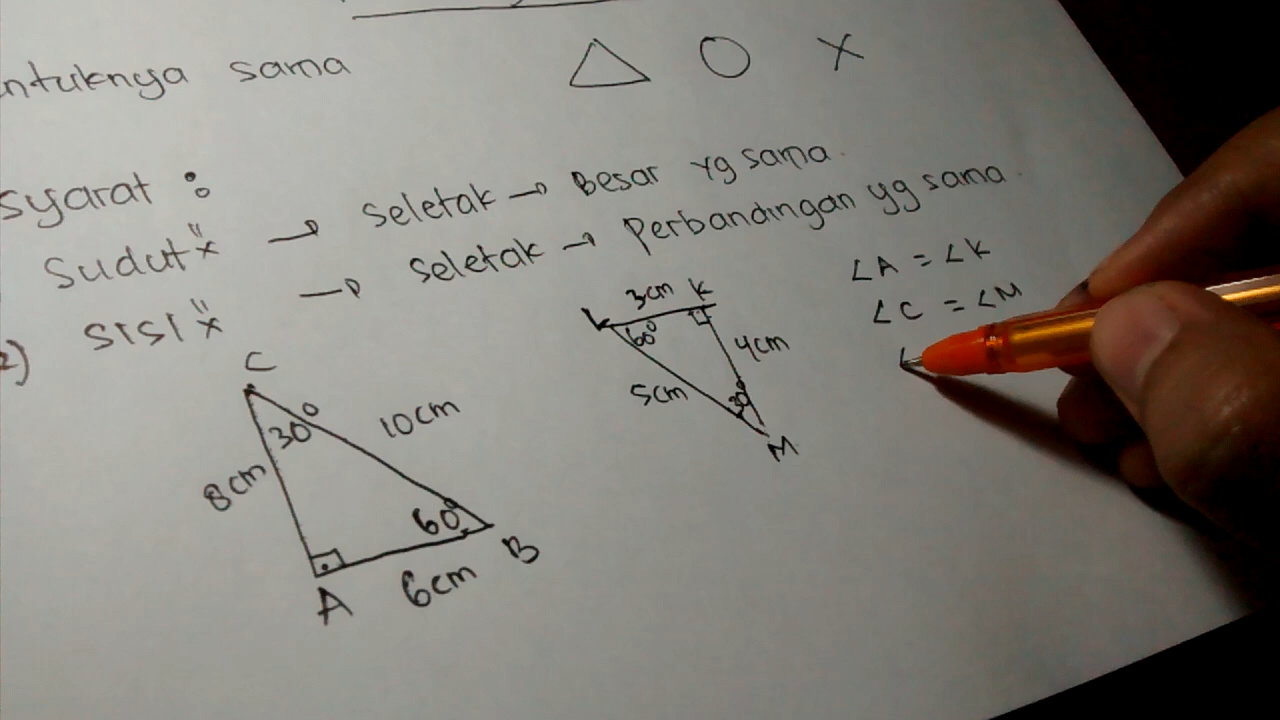 ntuknya sama
syarat :
Sudut" x → seletak → Besar yg sama.
2) sisi" x → seletak → Perbandingan yg sama.
∠A = ∠K
∠C = ∠M
∠
C
30°
10cm
8cm
60°
B
A
6cm
3cm
K
60°
4cm
5cm
30°
M